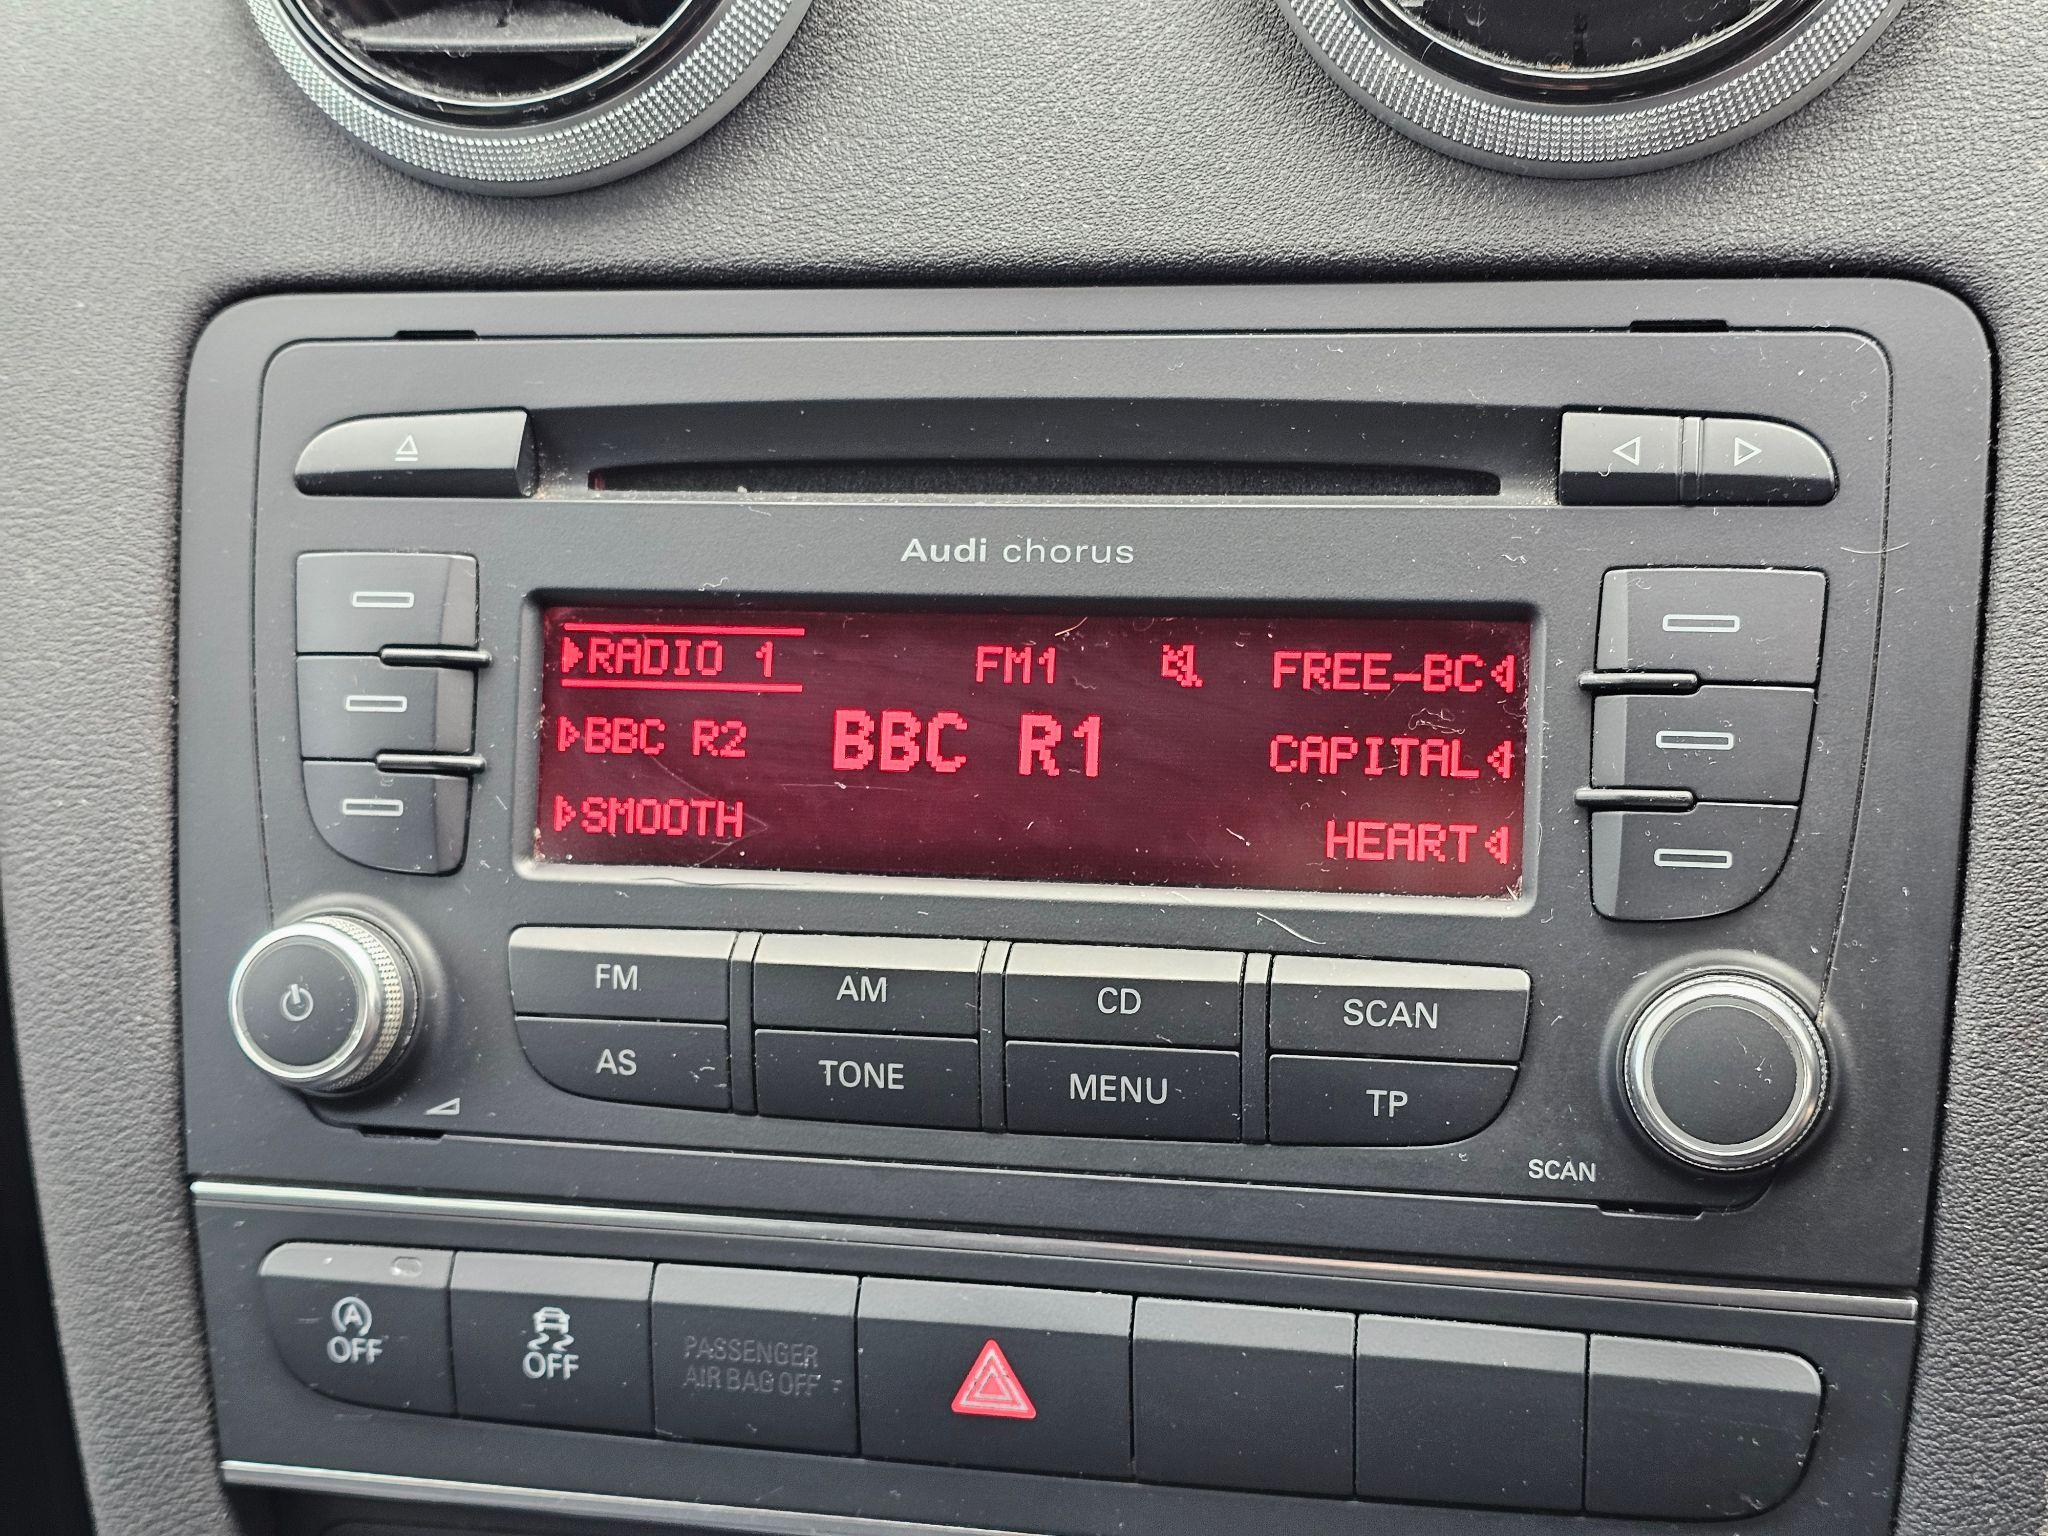 Audi chorus
RADIO 1 FM1 FREE-BC
BBC R2 BBC R1 CAPITAL
SMOOTH HEART
FM AM CD SCAN
AS TONE MENU TP
SCAN
A
OFF OFF PASSENGER
AIR BAG OFF